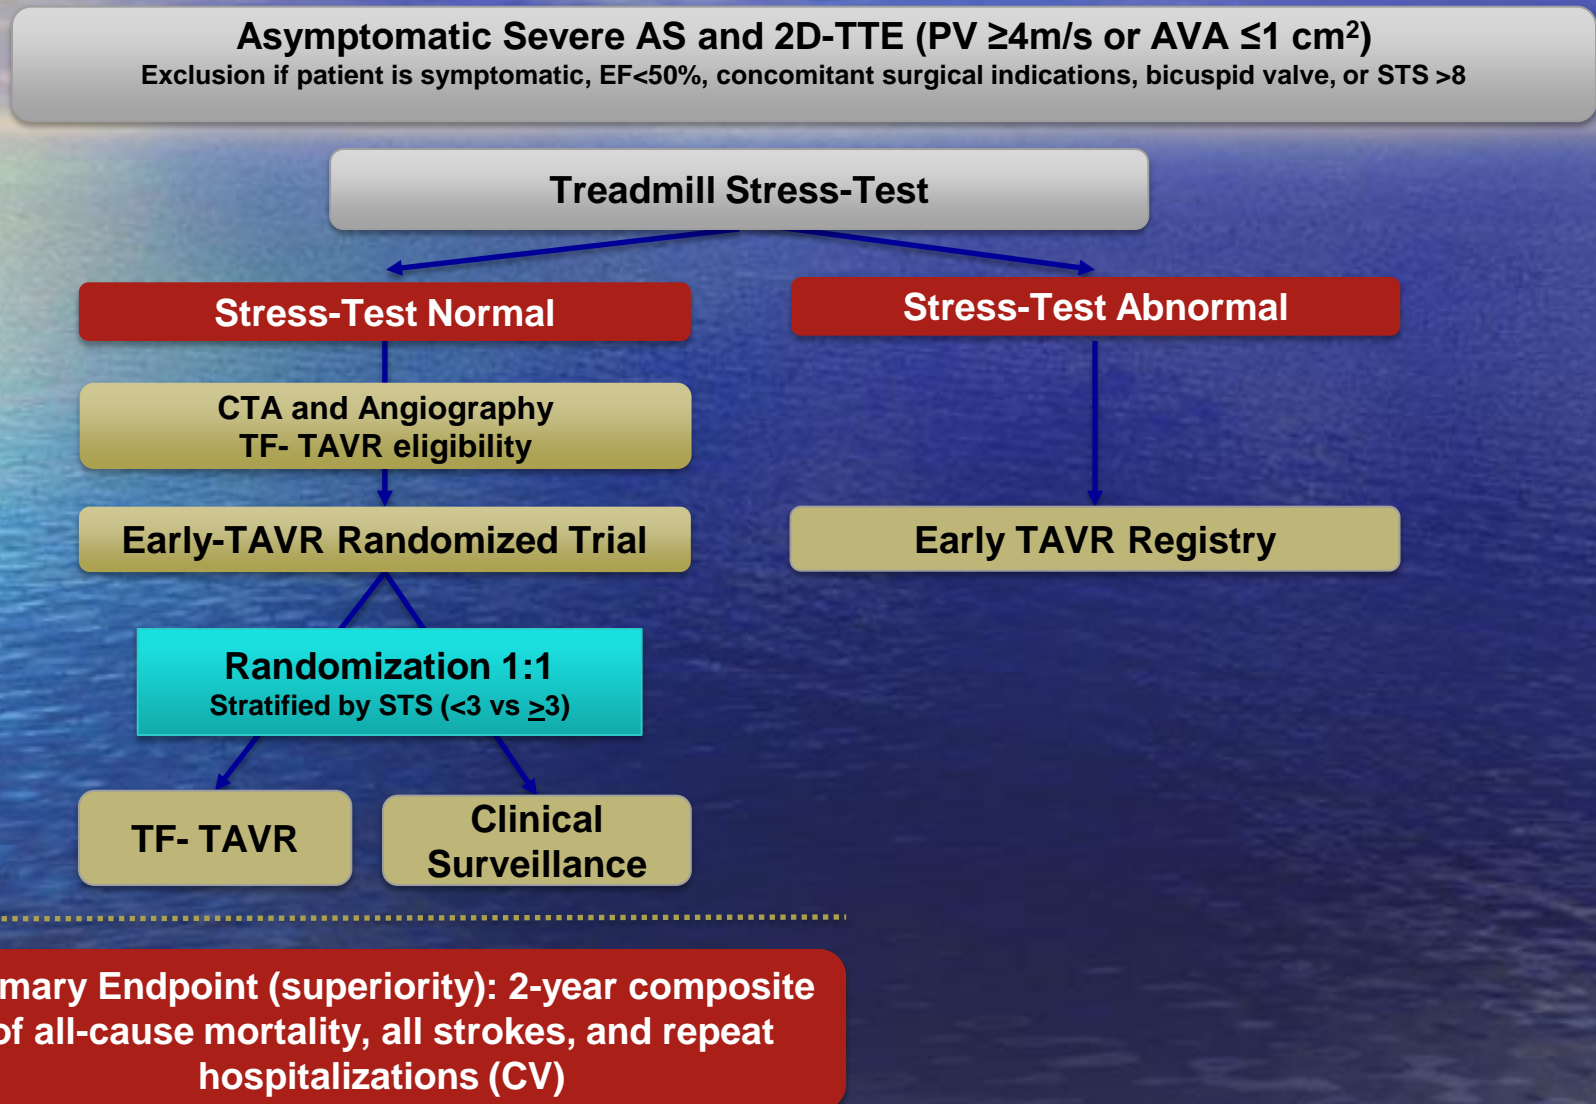 Asymptomatic Severe AS and 2D-TTE (PV ≥4m/s or AVA ≤1 cm²)
Exclusion if patient is symptomatic, EF<50%, concomitant surgical indications, bicuspid valve, or STS >8
Treadmill Stress-Test
Stress-Test Normal
Stress-Test Abnormal
CTA and Angiography
TF- TAVR eligibility
Early-TAVR Randomized Trial
Early TAVR Registry
Randomization 1:1
Stratified by STS (<3 vs ≥3)
TF- TAVR
Clinical
Surveillance
mary Endpoint (superiority): 2-year composite
of all-cause mortality, all strokes, and repeat
hospitalizations (CV)